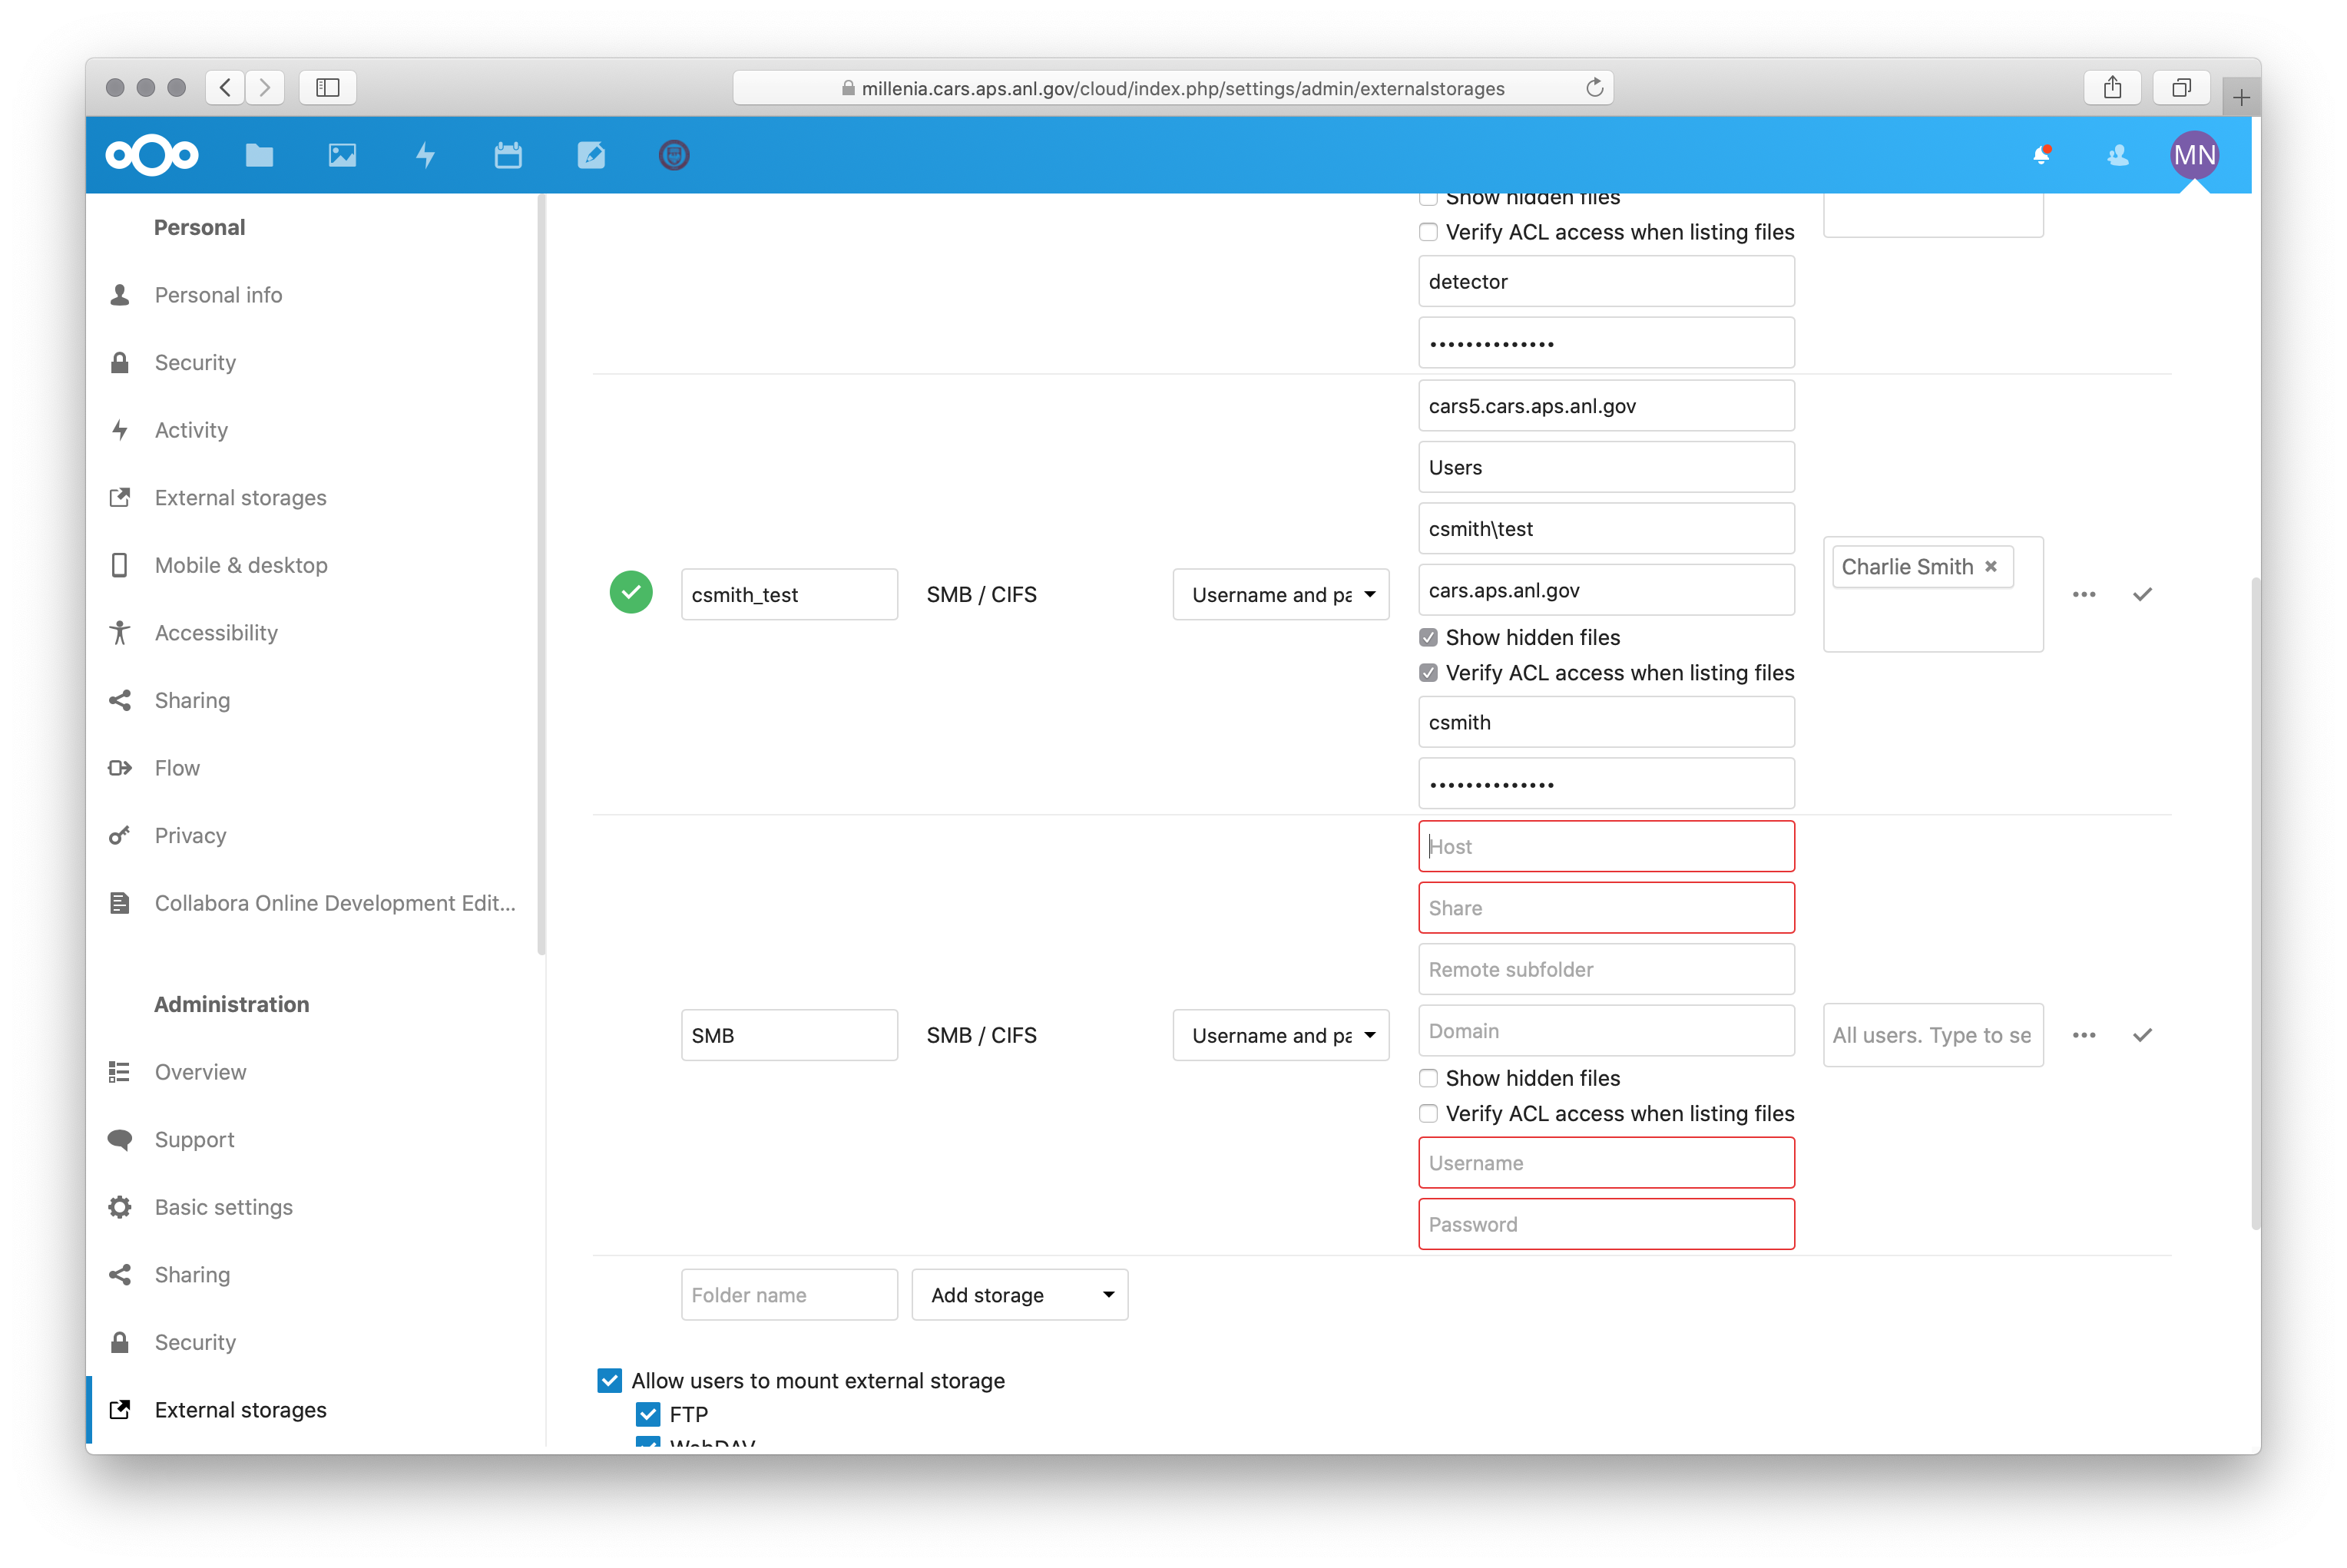 millenia.cars.aps.anl.gov/cloud/index.php/settings/admin/externalstorages
MN
Personal
Personal info
Security
Activity
External storages
Mobile & desktop
Accessibility
Sharing
Flow
Privacy
Collabora Online Development Edit...
Administration
Overview
Support
Basic settings
Sharing
Security
External storages
Show hidden files
Verify ACL access when listing files
detector
••••••••••••••
cars5.cars.aps.anl.gov
Users
csmith\test
csmith_test SMB / CIFS Username and pa
cars.aps.anl.gov
Charlie Smith ×
Show hidden files
Verify ACL access when listing files
csmith
••••••••••••••
Host
Share
Remote subfolder
SMB SMB / CIFS Username and pa
Domain
All users. Type to se
Show hidden files
Verify ACL access when listing files
Username
Password
Folder name Add storage
Allow users to mount external storage
FTP
WebDAV